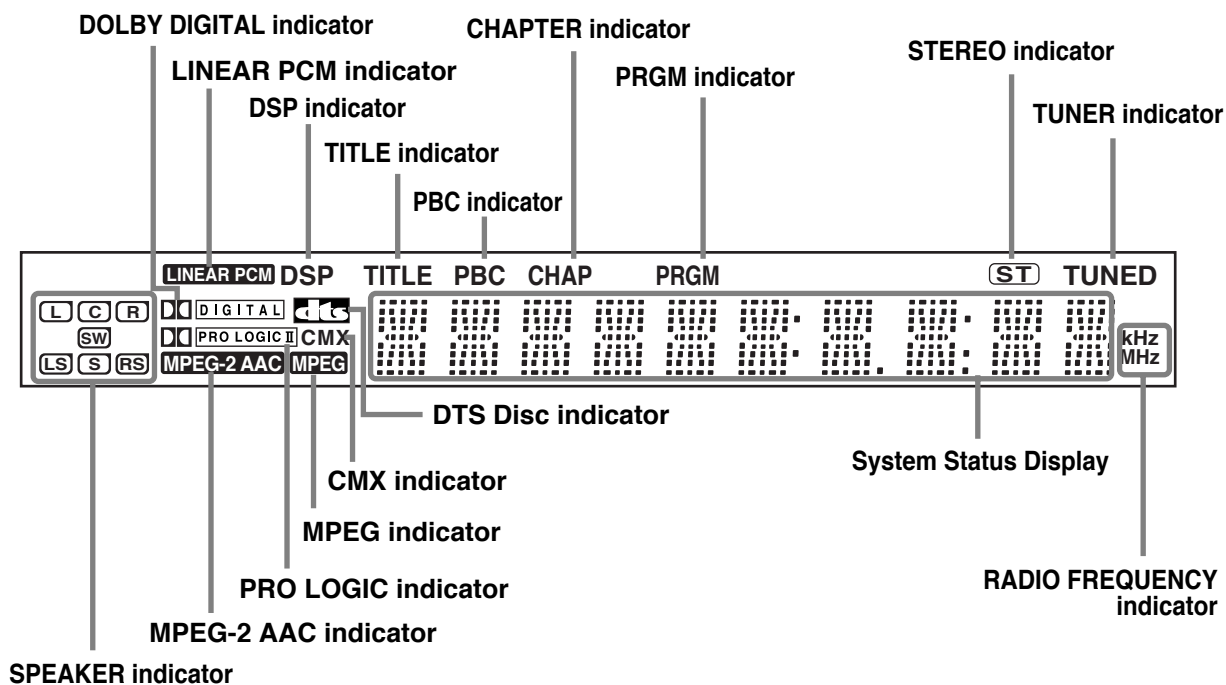 DOLBY DIGITAL indicator
CHAPTER indicator
STEREO indicator
LINEAR PCM indicator
PRGM indicator
DSP indicator
TUNER indicator
TITLE indicator
PBC indicator
LINEAR PCM DSP TITLE PBC CHAP PRGM ST TUNED
L C R DIGITAL dts
SW PRO LOGIC II CMX kHz
LS S RS MPEG-2 AAC MPEG MHz
DTS Disc indicator
System Status Display
CMX indicator
MPEG indicator
PRO LOGIC indicator
RADIO FREQUENCY
indicator
MPEG-2 AAC indicator
SPEAKER indicator